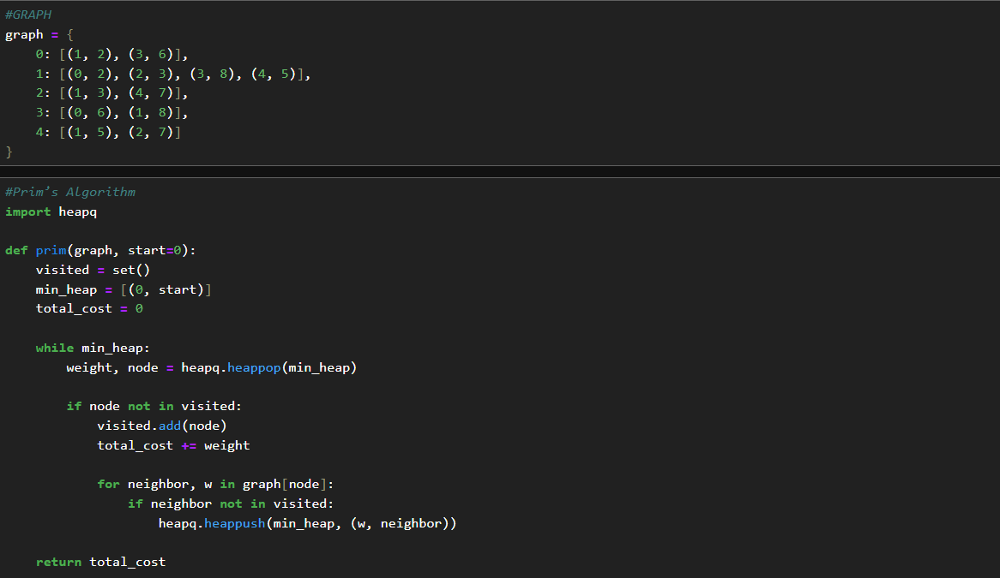 #GRAPH
graph = {
    0: [(1, 2), (3, 6)],
    1: [(0, 2), (2, 3), (3, 8), (4, 5)],
    2: [(1, 3), (4, 7)],
    3: [(0, 6), (1, 8)],
    4: [(1, 5), (2, 7)]
}
#Prim’s Algorithm
import heapq
def prim(graph, start=0):
    visited = set()
    min_heap = [(0, start)]
    total_cost = 0
    while min_heap:
        weight, node = heapq.heappop(min_heap)
        if node not in visited:
            visited.add(node)
            total_cost += weight
            for neighbor, w in graph[node]:
                if neighbor not in visited:
                    heapq.heappush(min_heap, (w, neighbor))
    return total_cost